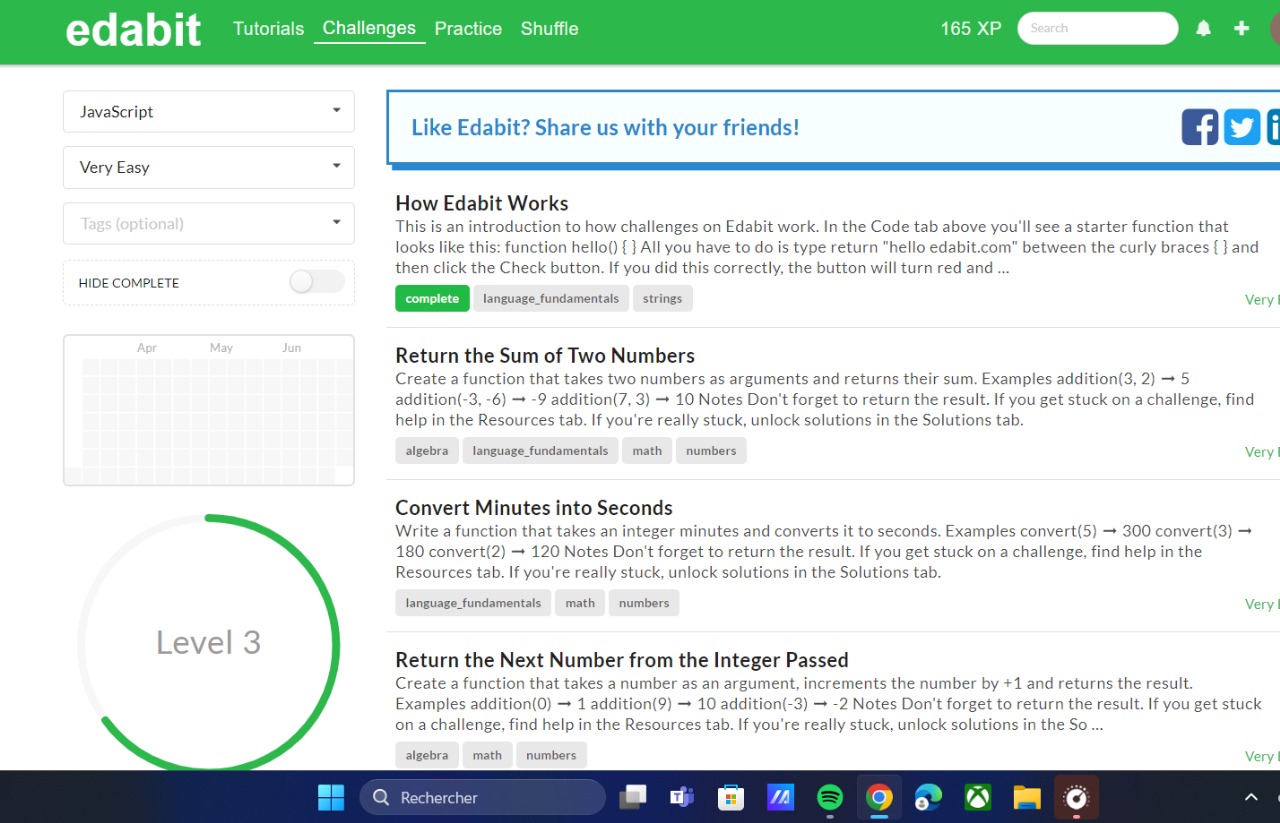 edabit Tutorials Challenges Practice Shuffle 165 XP Search
JavaScript
Very Easy
Tags (optional)
HIDE COMPLETE
Apr May Jun
Level 3
Like Edabit? Share us with your friends!
How Edabit Works
This is an introduction to how challenges on Edabit work. In the Code tab above you'll see a starter function that
looks like this: function hello() { } All you have to do is type return "hello edabit.com" between the curly braces { } and
then click the Check button. If you did this correctly, the button will turn red and ...
complete language_fundamentals strings
Very
Return the Sum of Two Numbers
Create a function that takes two numbers as arguments and returns their sum. Examples addition(3, 2) ➞ 5
addition(-3, -6) ➞ -9 addition(7, 3) ➞ 10 Notes Don't forget to return the result. If you get stuck on a challenge, find
help in the Resources tab. If you're really stuck, unlock solutions in the Solutions tab.
algebra language_fundamentals math numbers
Very
Convert Minutes into Seconds
Write a function that takes an integer minutes and converts it to seconds. Examples convert(5) ➞ 300 convert(3) ➞
180 convert(2) ➞ 120 Notes Don't forget to return the result. If you get stuck on a challenge, find help in the
Resources tab. If you're really stuck, unlock solutions in the Solutions tab.
language_fundamentals math numbers
Very
Return the Next Number from the Integer Passed
Create a function that takes a number as an argument, increments the number by +1 and returns the result.
Examples addition(0) ➞ 1 addition(9) ➞ 10 addition(-3) ➞ -2 Notes Don't forget to return the result. If you get stuck
on a challenge, find help in the Resources tab. If you're really stuck, unlock solutions in the So ...
algebra math numbers
Very
Rechercher